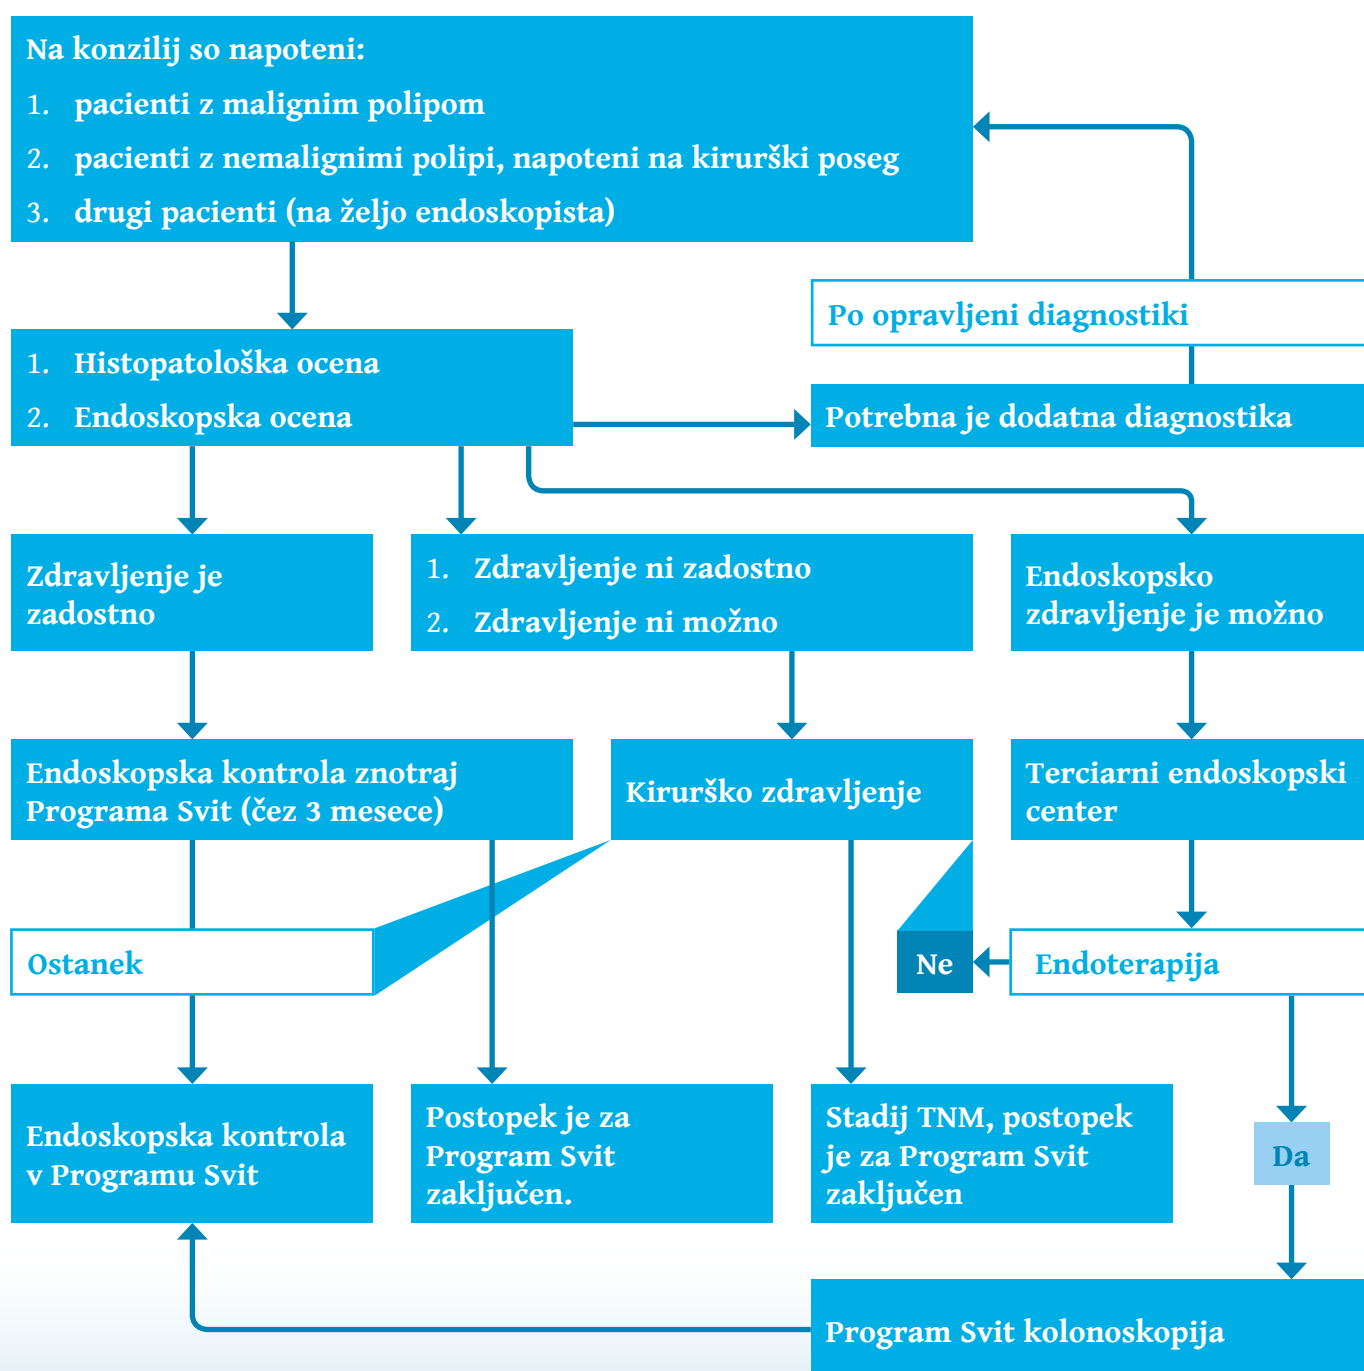 Na konzilij so napoteni:
1. pacienti z malignim polipom
2. pacienti z nemalignimi polipi, napoteni na kirurški poseg
3. drugi pacienti (na željo endoskopista)
Po opravljeni diagnostiki
1. Histopatološka ocena
2. Endoskopska ocena
Potrebna je dodatna diagnostika
Zdravljenje je
zadostno
1. Zdravljenje ni zadostno
2. Zdravljenje ni možno
Endoskopsko
zdravljenje je možno
Endoskopska kontrola znotraj
Programa Svit (čez 3 mesece)
Kirurško zdravljenje
Terciarni endoskopski
center
Ostanek
Ne
Endoterapija
Endoskopska kontrola
v Programu Svit
Postopek je za
Program Svit
zaključen.
Stadij TNM, postopek
je za Program Svit
zaključen
Da
Program Svit kolonoskopija